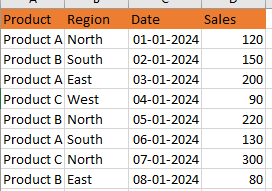 Product Region Date Sales
Product A North 01-01-2024 120
Product B South 02-01-2024 150
Product A East 03-01-2024 200
Product C West 04-01-2024 90
Product B North 05-01-2024 220
Product A South 06-01-2024 130
Product C North 07-01-2024 300
Product B East 08-01-2024 80